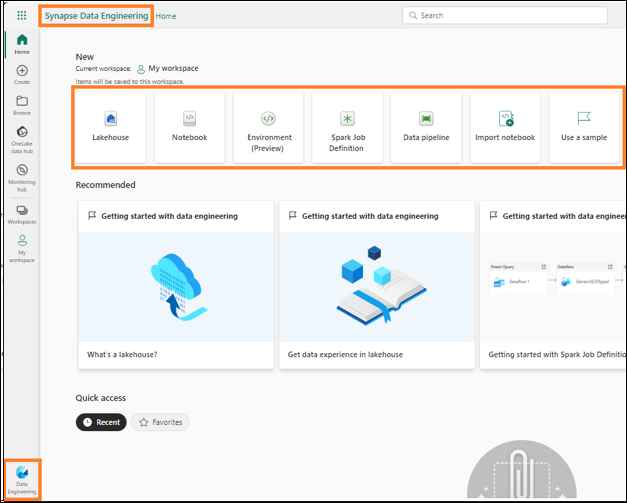 Synapse Data Engineering Home
Search
Home
Create
Browse
OneLake
data hub
Monitoring
hub
Workspaces
My
workspace
New
Current workspace: My workspace
Items will be saved to this workspace.
Lakehouse
Notebook
Environment
(Preview)
Spark Job
Definition
Data pipeline
Import notebook
Use a sample
Recommended
Getting started with data engineering
What's a lakehouse?
Getting started with data engineering
Get data experience in lakehouse
Getting started with data engineering
Power Query
Dataflow 1
Dataflow
Getting started with Spark Job Definitio
Quick access
Recent
Favorites
Data
Engineering